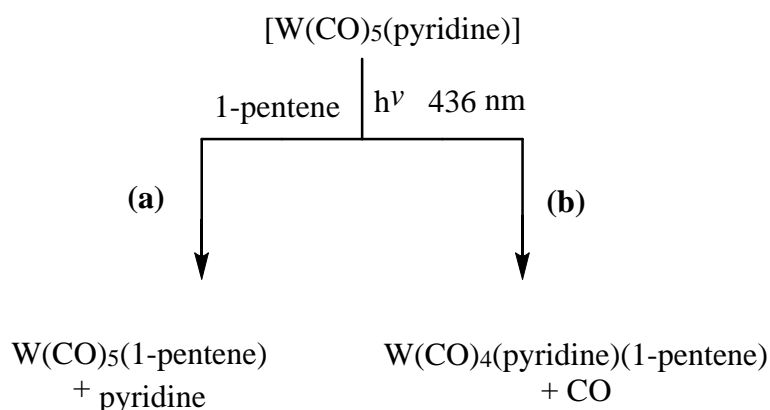 [W(CO)5(pyridine)]
1-pentene hν 436 nm
(a) (b)
W(CO)5(1-pentene) W(CO)4(pyridine)(1-pentene)
+ pyridine + CO